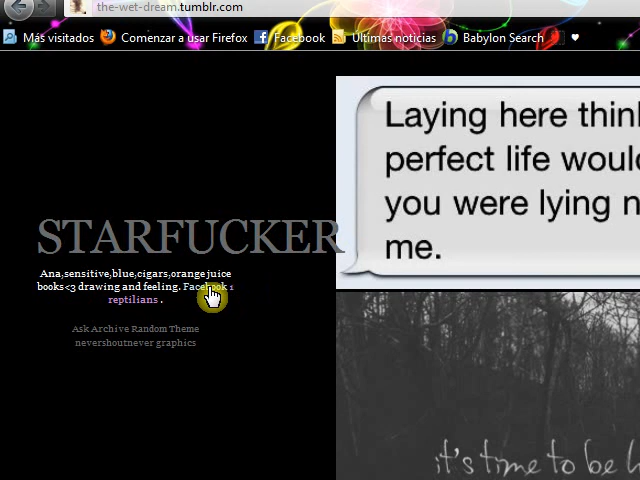 the-wet-dream.tumblr.com
Más visitados Comenzar a usar Firefox Facebook Últimas noticias Babylon Search ♥
Laying here think
perfect life would
you were lying n
me.
STARFUCKER
Ana,sensitive,blue,cigars,orange juice
books<3 drawing and feeling. Facebook 1
reptilians .
Ask Archive Random Theme
nevershoutnever graphics
it's time to be h